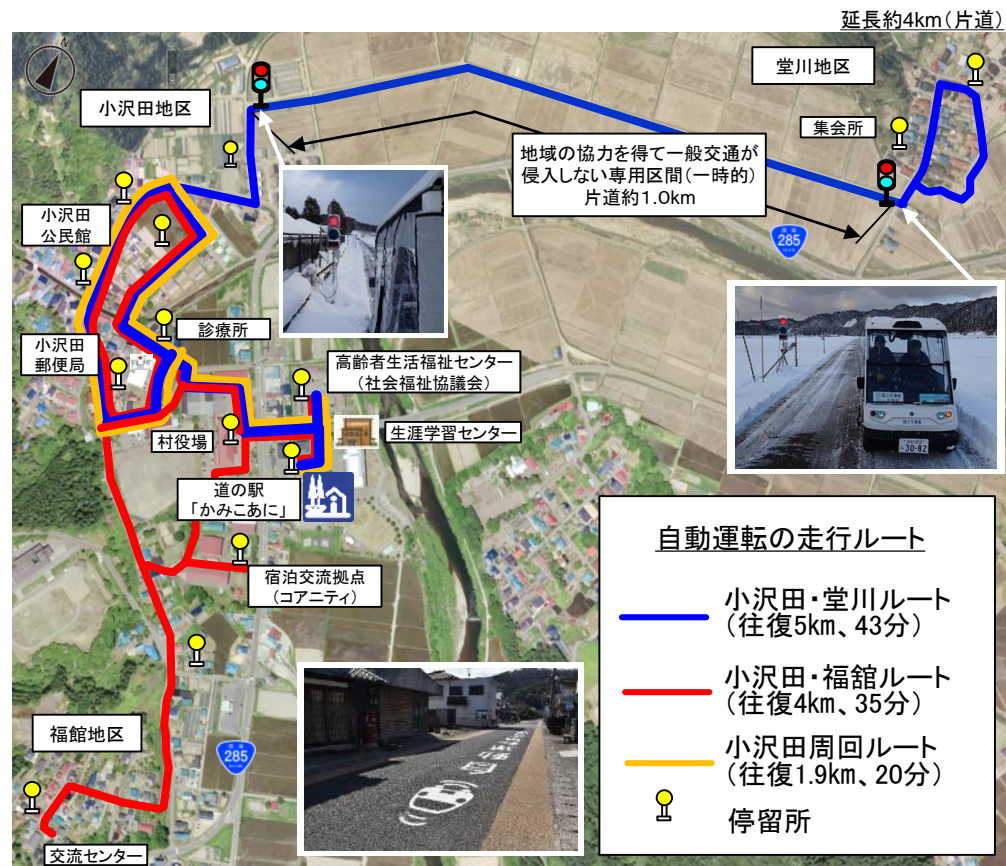 延長約4km(片道)
N
小沢田地区
堂川地区
集会所
地域の協力を得て一般交通が
侵入しない専用区間(一時的)
片道約1.0km
285
小沢田
公民館
小沢田
郵便局
診療所
高齢者生活福祉センター
(社会福祉協議会)
生涯学習センター
村役場
道の駅
「かみこあに」
宿泊交流拠点
(コアニティ)
30-82
福館地区
285
交流センター
自動運転の走行ルート
小沢田・堂川ルート
(往復5km、43分)
小沢田・福舘ルート
(往復4km、35分)
小沢田周回ルート
(往復1.9km、20分)
停留所